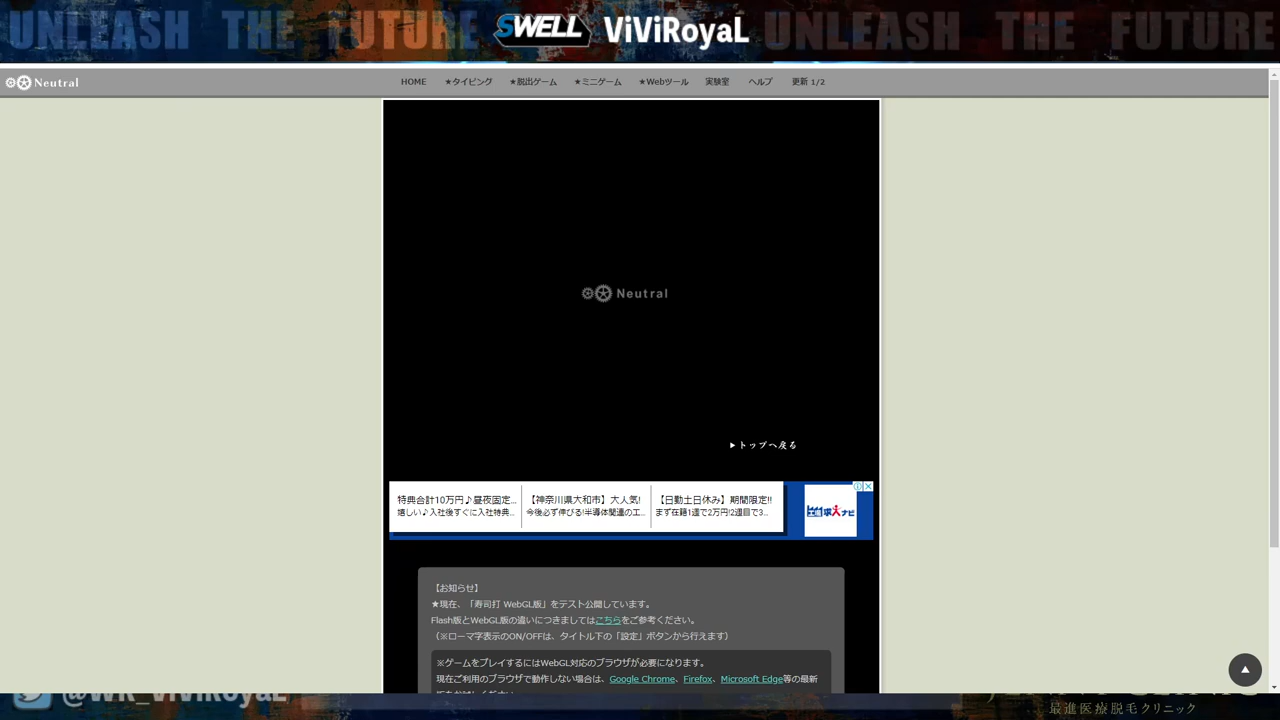 UNLEASH THE FUTURE
SWELL ViViRoyaL
UNLEASH THE FUTURE
Neutral
HOME ★タイピング ★脱出ゲーム ★ミニゲーム ★Webツール 実験室 ヘルプ 更新 1/2
Neutral
▶トップへ戻る
特典合計10万円♪昼夜固定...
嬉しい♪入社後すぐに入社特典...
【神奈川県大和市】大人気!
今後必ず伸びる!半導体関連の工...
【日勤土日休み】期間限定!!
まず在籍1週で2万円!2週目で3...
工場求人ナビ
【お知らせ】
★現在、「寿司打 WebGL版」をテスト公開しています。
Flash版とWebGL版の違いにつきましてはこちらをご参考ください。
（※ローマ字表示のON/OFFは、タイトル下の「設定」ボタンから行えます）
※ゲームをプレイするにはWebGL対応のブラウザが必要になります。
現在ご利用のブラウザで動作しない場合は、Google Chrome、Firefox、Microsoft Edge等の最新
最進医療脱毛クリニック